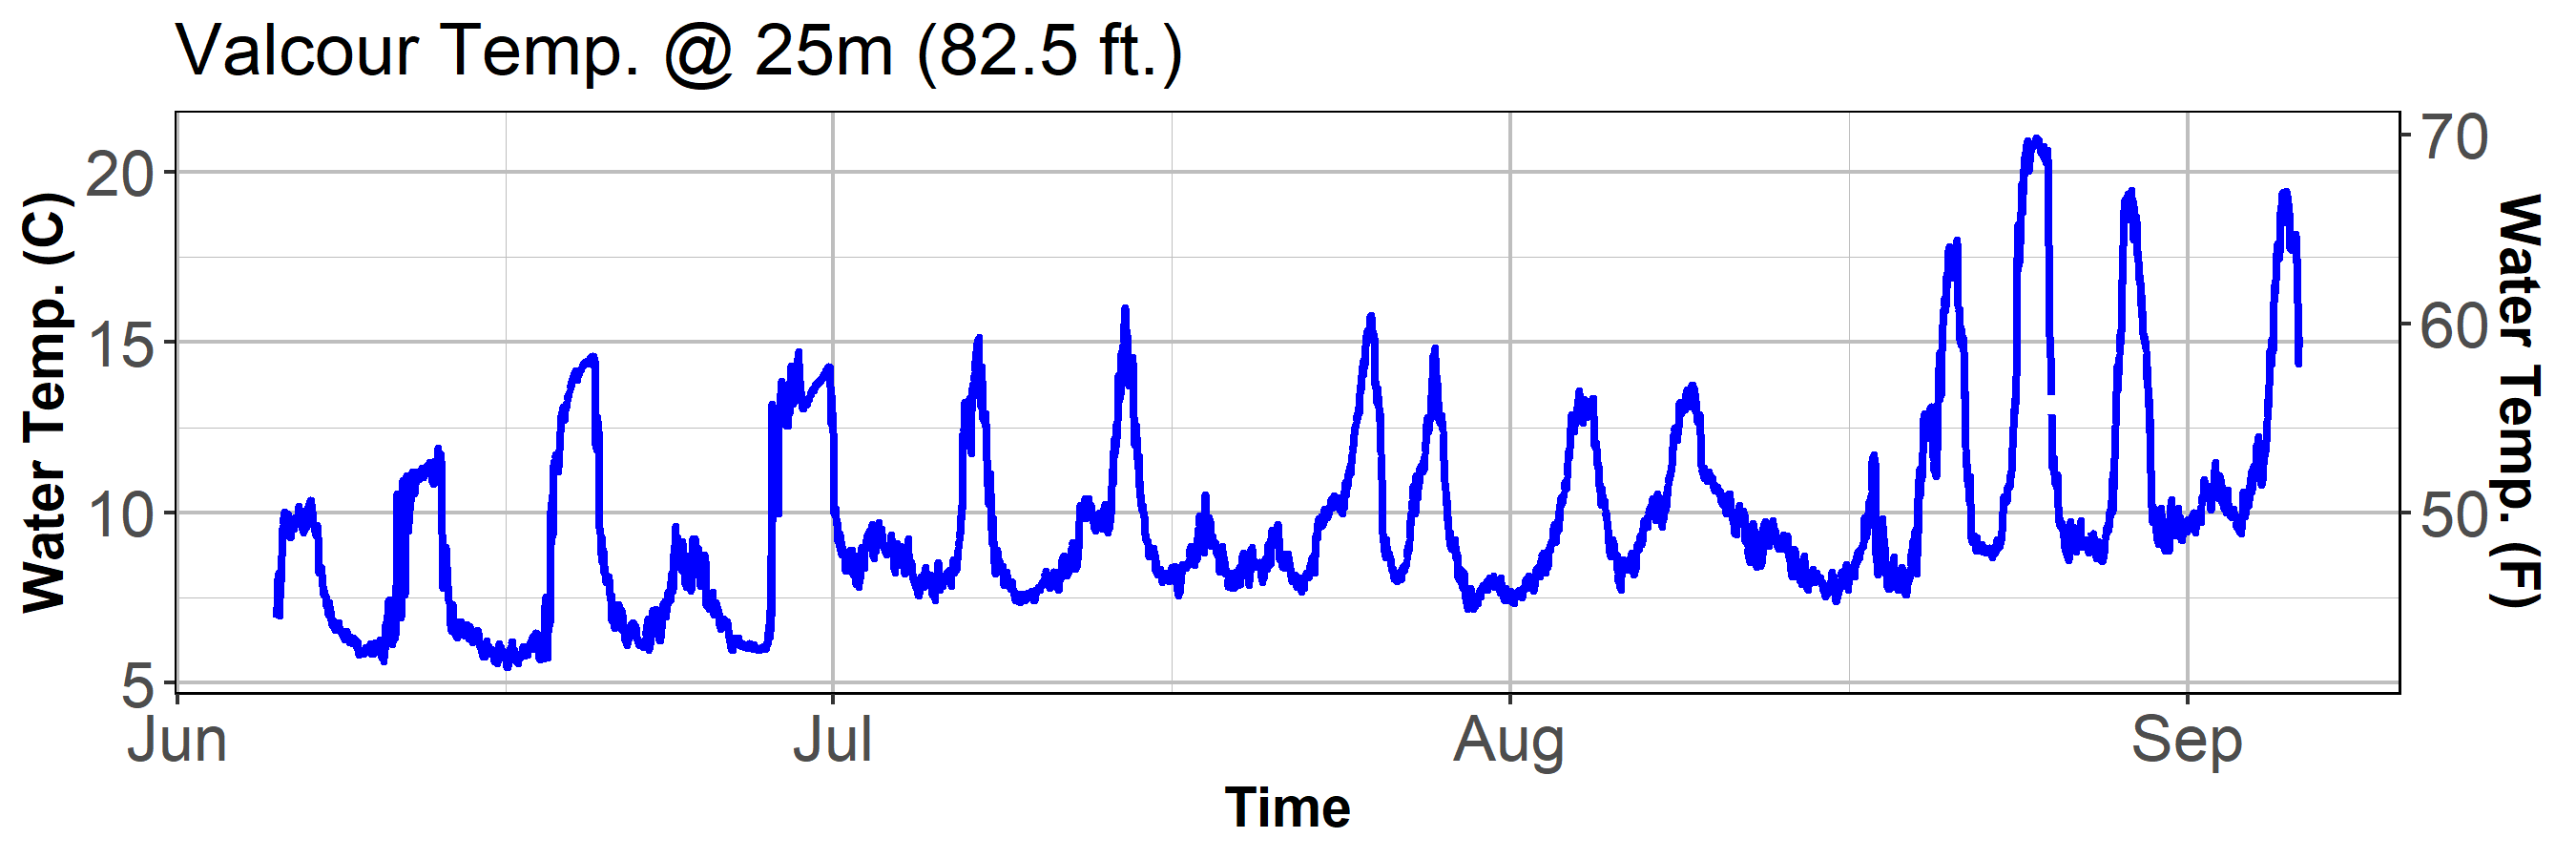 Valcour Temp. @ 25m (82.5 ft.)
Water Temp. (C)
20
15
10
5
70
60
50
Water Temp. (F)
Jun Jul Aug Sep
Time